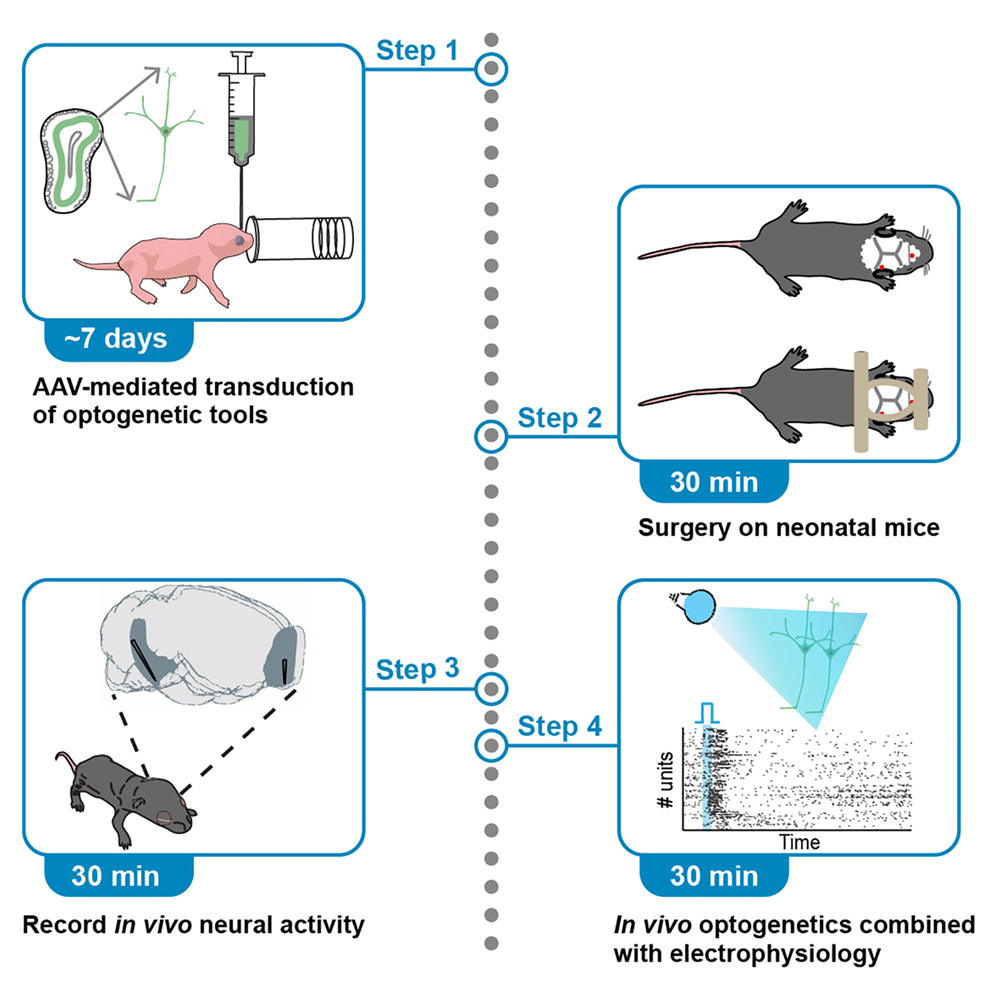 Step 1
~7 days
AAV-mediated transduction
of optogenetic tools
Step 2
30 min
Surgery on neonatal mice
Step 3
30 min
Record in vivo neural activity
Step 4
# units
Time
30 min
In vivo optogenetics combined
with electrophysiology